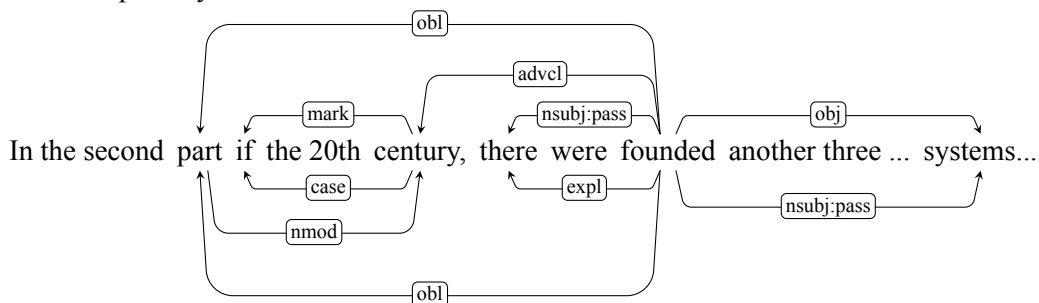 obl
advcl
mark nsubj:pass obj
In the second part if the 20th century, there were founded another three ... systems...
case expl
nsubj:pass
nmod
obl